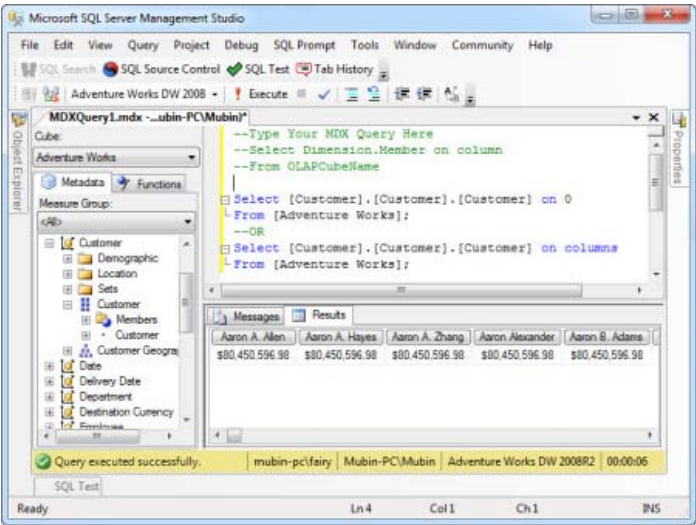 Microsoft SQL Server Management Studio
File Edit View Query Project Debug SQL Prompt Tools Window Community Help
SQL Search SQL Source Control SQL Test Tab History
Adventure Works DW 2008 Execute
MDXQuery1.mdx -...ubin-PC\Mubin)*
Object Explorer
Properties
Cube:
Adventure Works
Metadata Functions
Measure Group:
<All>
Customer
Demographic
Location
Sets
Customer
Members
Customer
Customer Geograp
Date
Delivery Date
Department
Destination Currency
Employee
--Type Your MDX Query Here
--Select Dimension.Member on column
--From OLAPCubeName
Select [Customer].[Customer].[Customer] on 0
From [Adventure Works];
--OR
Select [Customer].[Customer].[Customer] on columns
From [Adventure Works];
Messages Results
Aaron A. Allen Aaron A. Hayes Aaron A. Zhang Aaron Alexander Aaron B. Adams
$80,450,596.98 $80,450,596.98 $80,450,596.98 $80,450,596.98 $80,450,596.98
Query executed successfully. mubin-pc\fairy Mubin-PC\Mubin Adventure Works DW 2008R2 00:00:06
SQL Test
Ready Ln 4 Col 1 Ch 1 INS